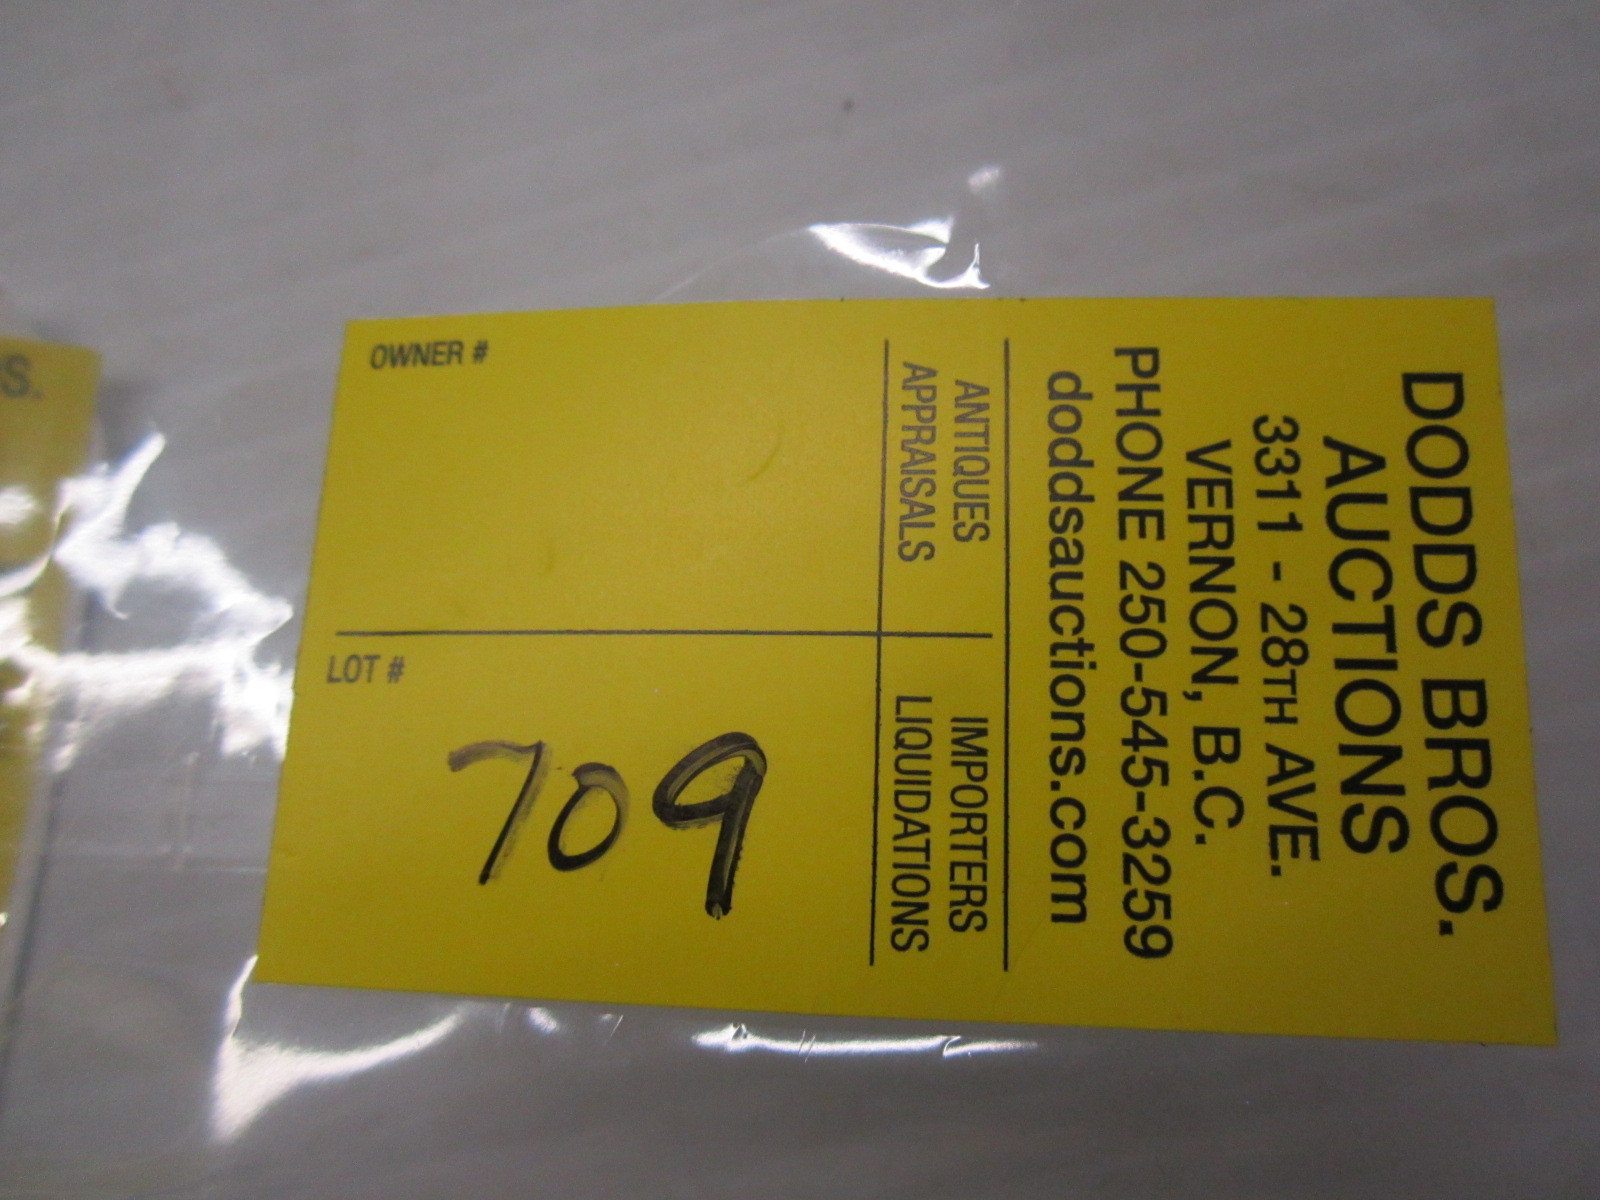 DODDS BROS.
AUCTIONS
3311 - 28TH AVE.
VERNON, B.C.
PHONE 250-545-3259
doddsauctions.com
ANTIQUES
APPRAISALS
IMPORTERS
LIQUIDATIONS
OWNER #
LOT #
709
S.